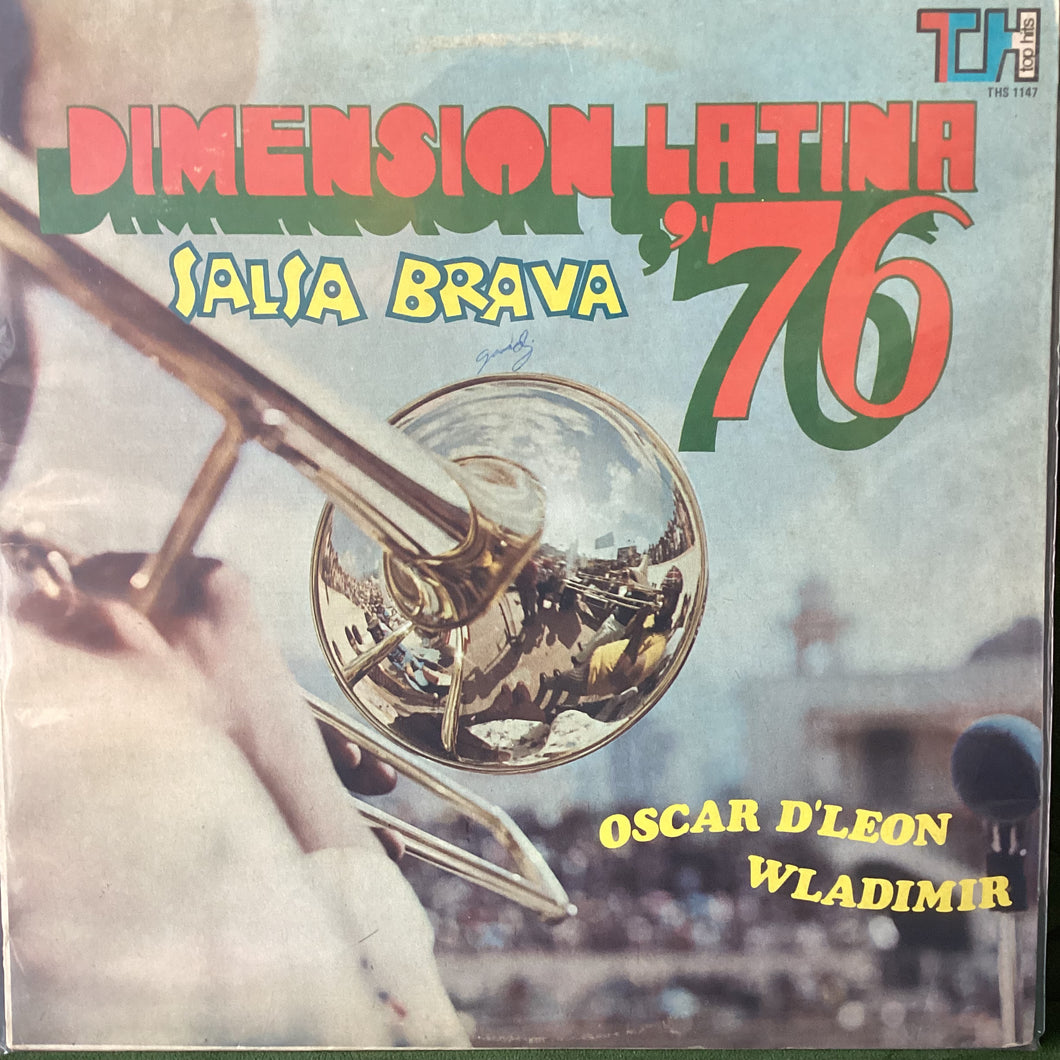 TH
top hits
THS 1147
DIMENSION LATINA
'76
SALSA BRAVA
OSCAR D'LEON
WLADIMIR